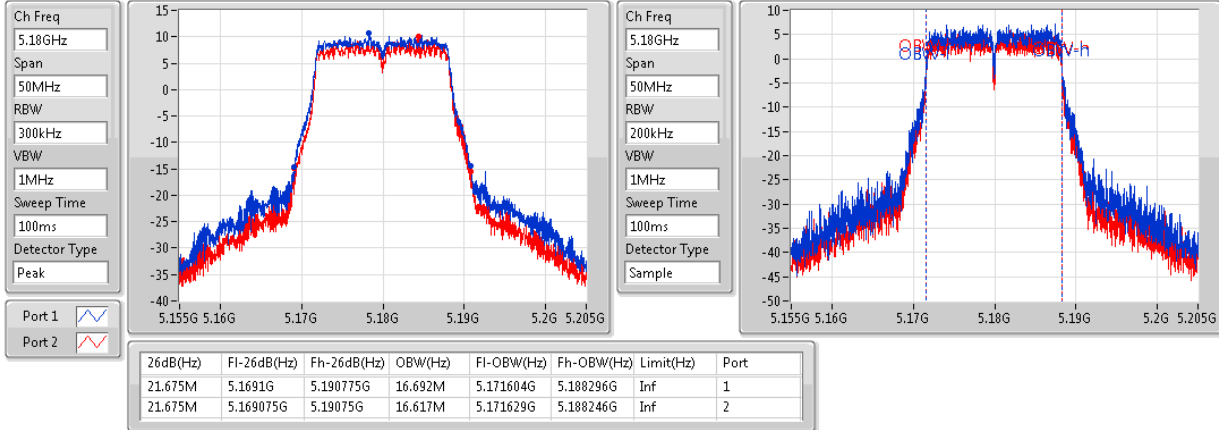 Ch Freq
5.18GHz
Span
50MHz
RBW
300kHz
VBW
1MHz
Sweep Time
100ms
Detector Type
Peak
Port 1
Port 2
15
10
5
0
-5
-10
-15
-20
-25
-30
-35
-40
5.155G 5.16G 5.17G 5.18G 5.19G 5.2G 5.205G
Ch Freq
5.18GHz
Span
50MHz
RBW
200kHz
VBW
1MHz
Sweep Time
100ms
Detector Type
Sample
10
5
0
-5
-10
-15
-20
-25
-30
-35
-40
-45
-50
5.155G 5.16G 5.17G 5.18G 5.19G 5.2G 5.205G
26dB(Hz) Fl-26dB(Hz) Fh-26dB(Hz) OBW(Hz) Fl-OBW(Hz) Fh-OBW(Hz) Limit(Hz) Port
21.675M 5.1691G 5.190775G 16.692M 5.171604G 5.188296G Inf 1
21.675M 5.169075G 5.19075G 16.617M 5.171629G 5.188246G Inf 2